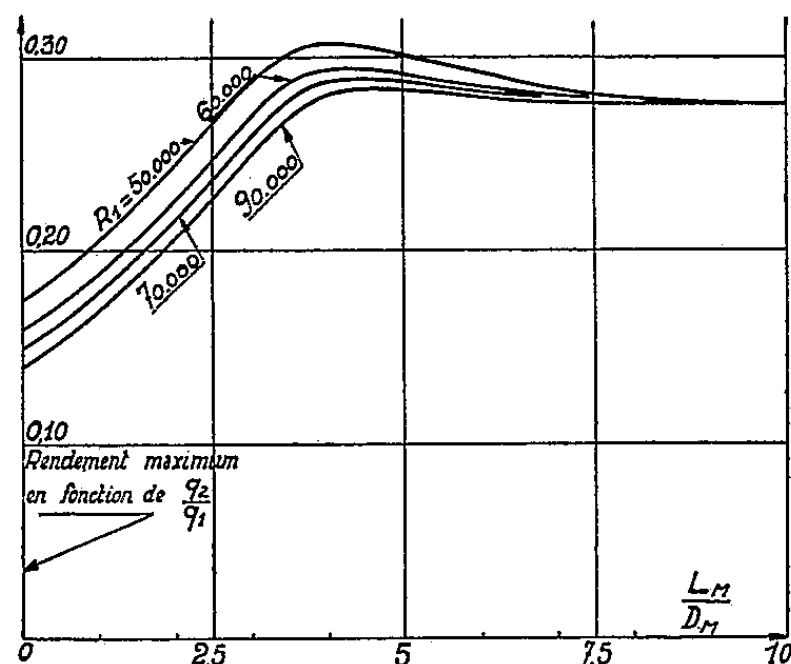 0,30
60.000
R1=50.000
90.000
0,20
70.000
0,10
Rendement maximum
en fonction de q2/q1
LM/DM
0 2.5 5 7.5 10